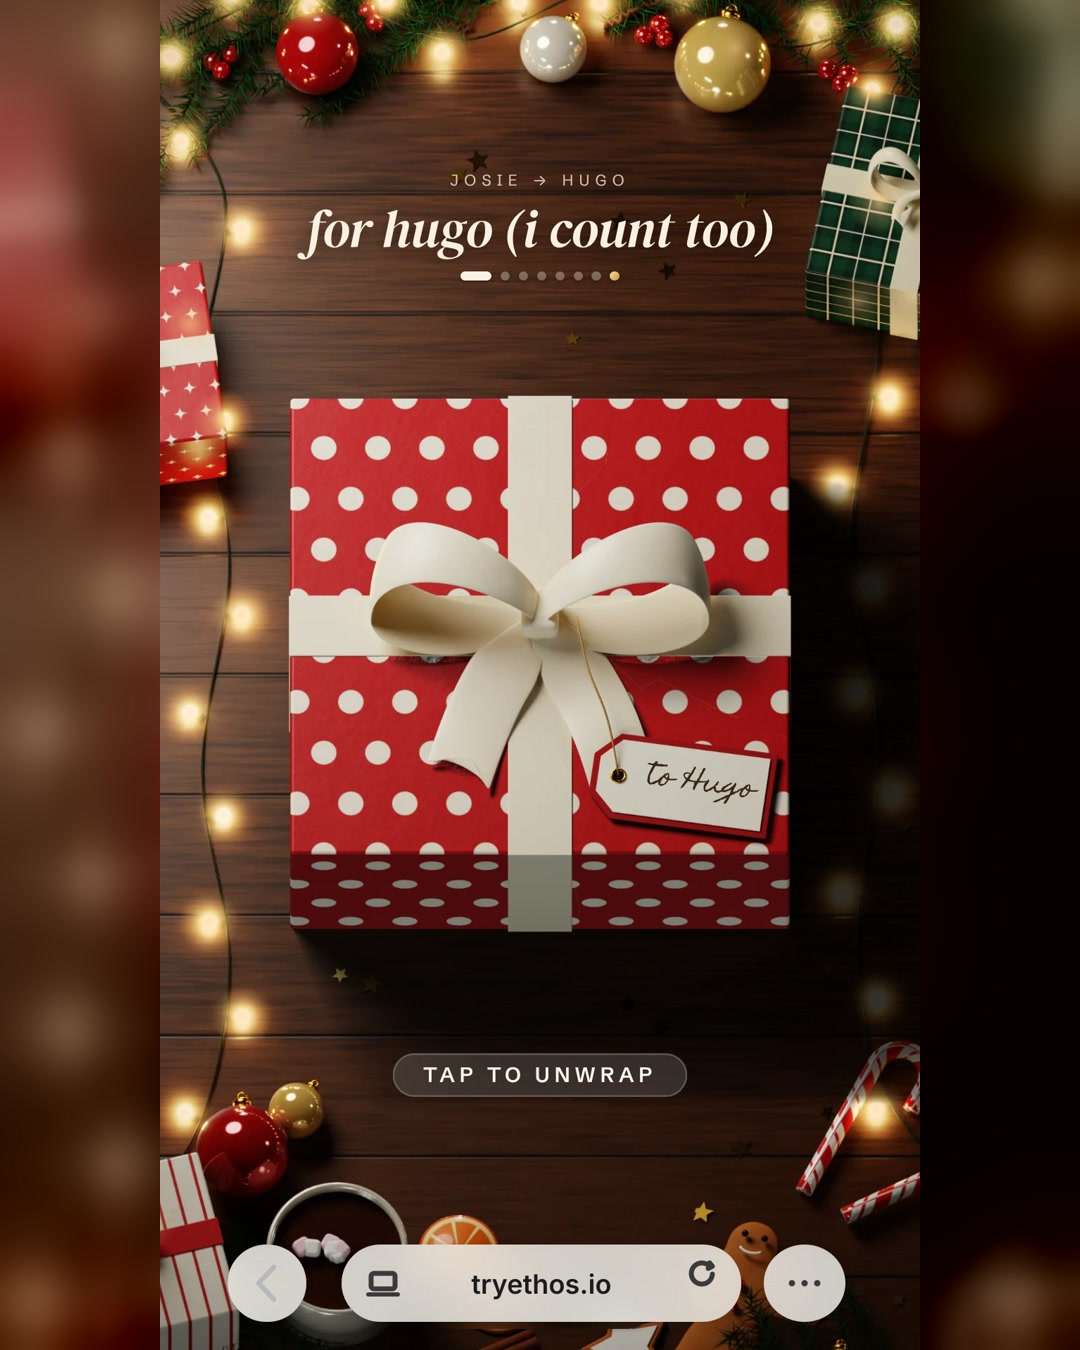 JOSIE → HUGO
for hugo (i count too)
to Hugo
TAP TO UNWRAP
tryethos.io